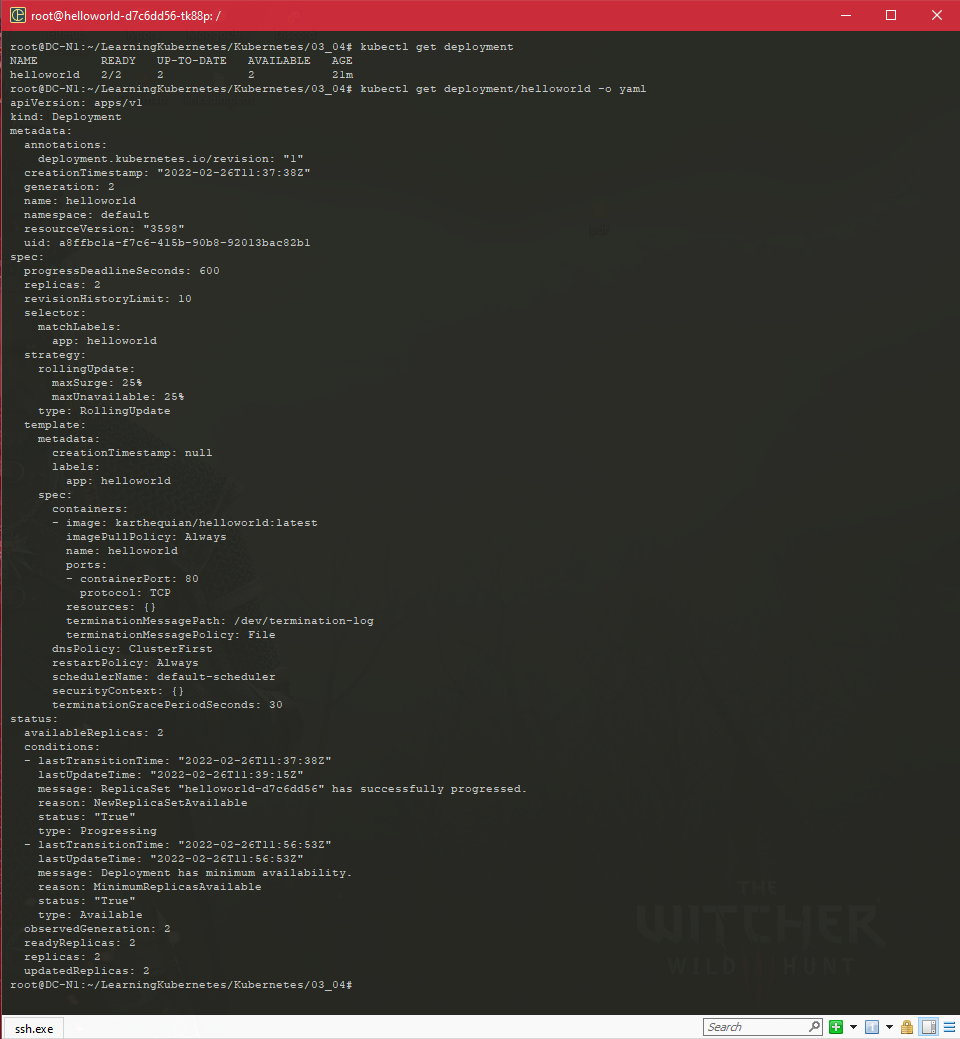 root@helloworld-d7c6dd56-tk88p: /
root@DC-N1:~/LearningKubernetes/Kubernetes/03_04# kubectl get deployment
NAME         READY   UP-TO-DATE   AVAILABLE   AGE
helloworld   2/2     2            2           21m
root@DC-N1:~/LearningKubernetes/Kubernetes/03_04# kubectl get deployment/helloworld -o yaml
apiVersion: apps/v1
kind: Deployment
metadata:
  annotations:
    deployment.kubernetes.io/revision: "1"
  creationTimestamp: "2022-02-26T11:37:38Z"
  generation: 2
  name: helloworld
  namespace: default
  resourceVersion: "3598"
  uid: a8ffbc1a-f7c6-415b-90b8-92013bac82b1
spec:
  progressDeadlineSeconds: 600
  replicas: 2
  revisionHistoryLimit: 10
  selector:
    matchLabels:
      app: helloworld
  strategy:
    rollingUpdate:
      maxSurge: 25%
      maxUnavailable: 25%
    type: RollingUpdate
  template:
    metadata:
      creationTimestamp: null
      labels:
        app: helloworld
    spec:
      containers:
      - image: karthequian/helloworld:latest
        imagePullPolicy: Always
        name: helloworld
        ports:
        - containerPort: 80
          protocol: TCP
        resources: {}
        terminationMessagePath: /dev/termination-log
        terminationMessagePolicy: File
      dnsPolicy: ClusterFirst
      restartPolicy: Always
      schedulerName: default-scheduler
      securityContext: {}
      terminationGracePeriodSeconds: 30
status:
  availableReplicas: 2
  conditions:
  - lastTransitionTime: "2022-02-26T11:37:38Z"
    lastUpdateTime: "2022-02-26T11:39:15Z"
    message: ReplicaSet "helloworld-d7c6dd56" has successfully progressed.
    reason: NewReplicaSetAvailable
    status: "True"
    type: Progressing
  - lastTransitionTime: "2022-02-26T11:56:53Z"
    lastUpdateTime: "2022-02-26T11:56:53Z"
    message: Deployment has minimum availability.
    reason: MinimumReplicasAvailable
    status: "True"
    type: Available
  observedGeneration: 2
  readyReplicas: 2
  replicas: 2
  updatedReplicas: 2
root@DC-N1:~/LearningKubernetes/Kubernetes/03_04#
THE
WITCHER
WILD HUNT
ssh.exe
Search